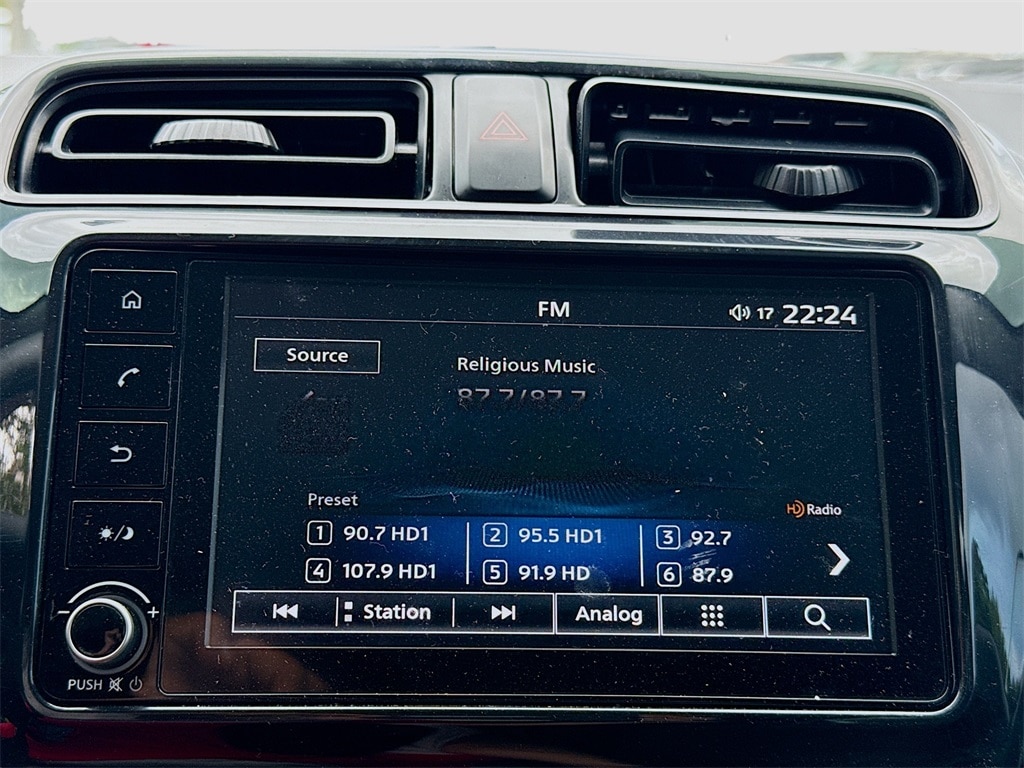 FM
17 22:24
Source
Religious Music
87.7/87.7
Preset
HD Radio
1 90.7 HD1 2 95.5 HD1 3 92.7
4 107.9 HD1 5 91.9 HD 6 87.9
Station Analog
PUSH